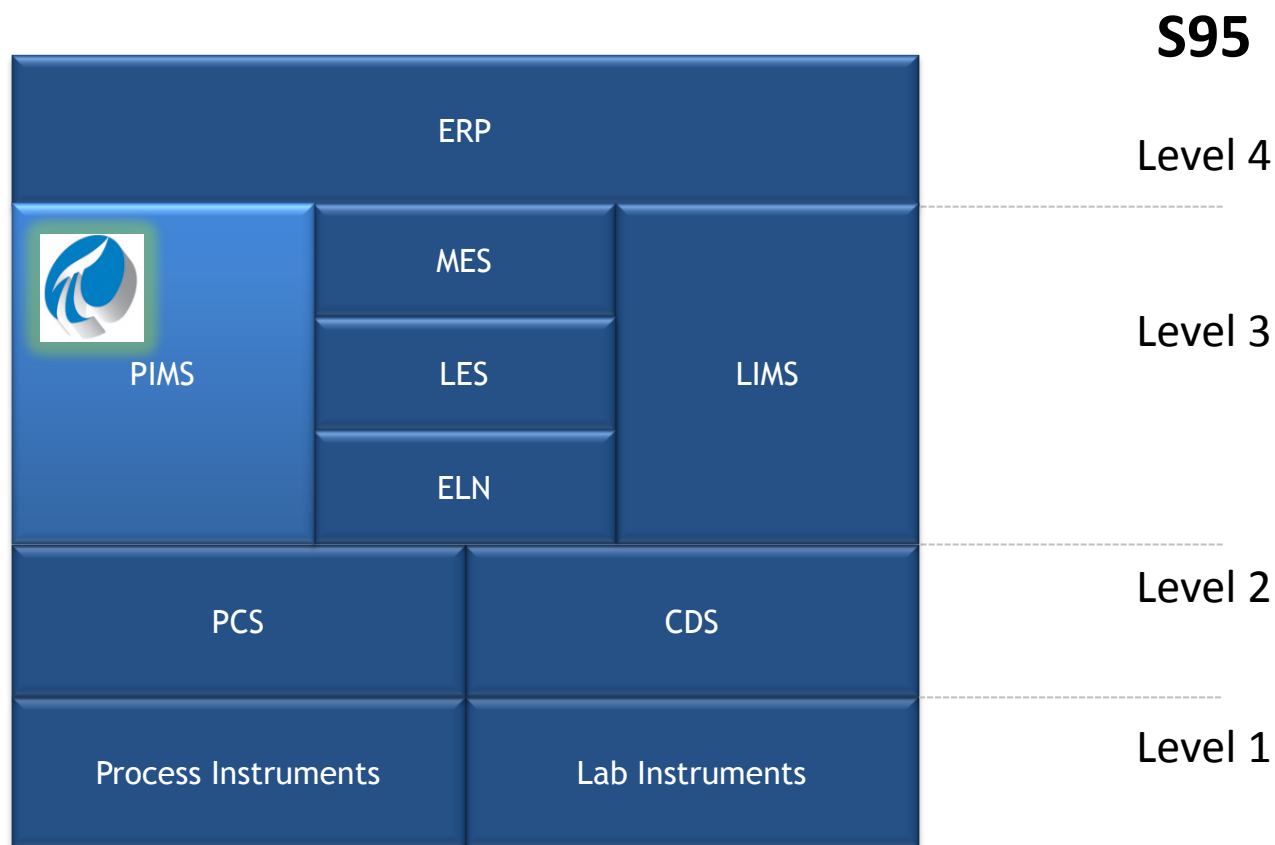 S95
ERP
Level 4
MES
Level 3
PIMS
LES
LIMS
ELN
Level 2
PCS
CDS
Level 1
Process Instruments
Lab Instruments